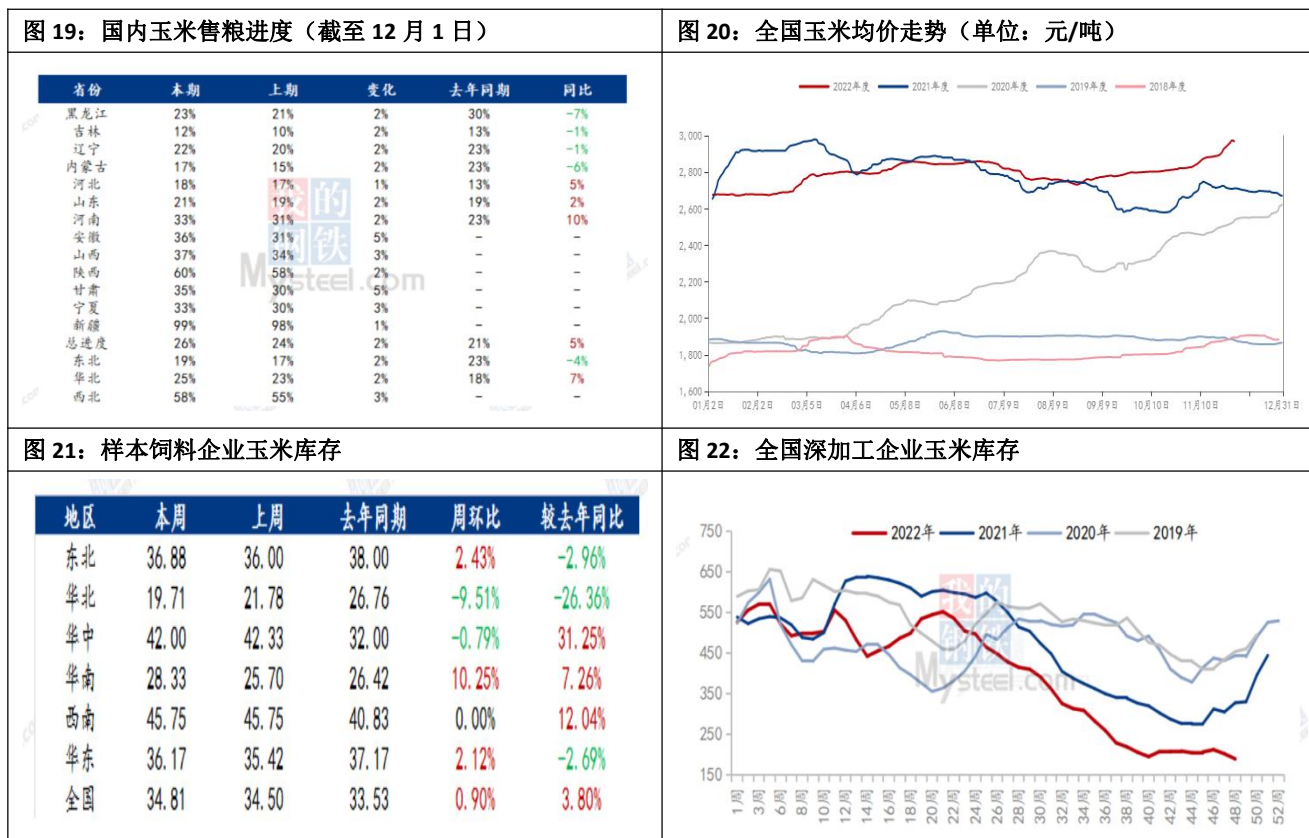 图 19：国内玉米售粮进度（截至 12 月 1 日）
省份 本期 上期 变化 去年同期 同比
黑龙江 23% 21% 2% 30% -7%
吉林 12% 10% 2% 13% -1%
辽宁 22% 20% 2% 23% -1%
内蒙古 17% 15% 2% 23% -6%
河北 18% 17% 1% 13% 5%
山东 21% 19% 2% 19% 2%
河南 33% 31% 2% 23% 10%
安徽 36% 31% 5% - -
山西 37% 34% 3% - -
陕西 60% 58% 2% - -
甘肃 35% 30% 5% - -
宁夏 33% 30% 3% - -
新疆 99% 98% 1% - -
总进度 26% 24% 2% 21% 5%
东北 19% 17% 2% 23% -4%
华北 25% 23% 2% 18% 7%
西北 58% 55% 3% - -
我的钢铁
Mysteel.com
图 20：全国玉米均价走势（单位：元/吨）
2022年度 2021年度 2020年度 2019年度 2018年度
3,000
2,800
2,600
2,400
2,200
2,000
1,800
1,600
01月2日 02月2日 03月5日 04月6日 05月8日 06月8日 07月9日 08月9日 09月9日 10月10日 11月10日 12月31日
图 21：样本饲料企业玉米库存
地区 本周 上周 去年同期 周环比 较去年同比
东北 36.88 36.00 38.00 2.43% -2.96%
华北 19.71 21.78 26.76 -9.51% -26.36%
华中 42.00 42.33 32.00 -0.79% 31.25%
华南 28.33 25.70 26.42 10.25% 7.26%
西南 45.75 45.75 40.83 0.00% 12.04%
华东 36.17 35.42 37.17 2.12% -2.69%
全国 34.81 34.50 33.53 0.90% 3.80%
图 22：全国深加工企业玉米库存
2022年 2021年 2020年 2019年
750
650
550
450
350
250
150
我的钢铁
Mysteel.com
1周 3周 6周 8周 10周 12周 14周 16周 18周 20周 22周 24周 26周 28周 30周 32周 34周 36周 38周 40周 42周 44周 46周 48周 50周 52周